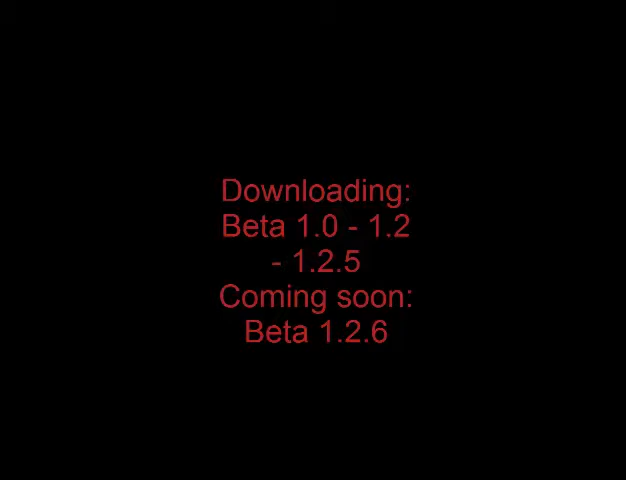 Downloading:
Beta 1.0 - 1.2
- 1.2.5
Coming soon:
Beta 1.2.6